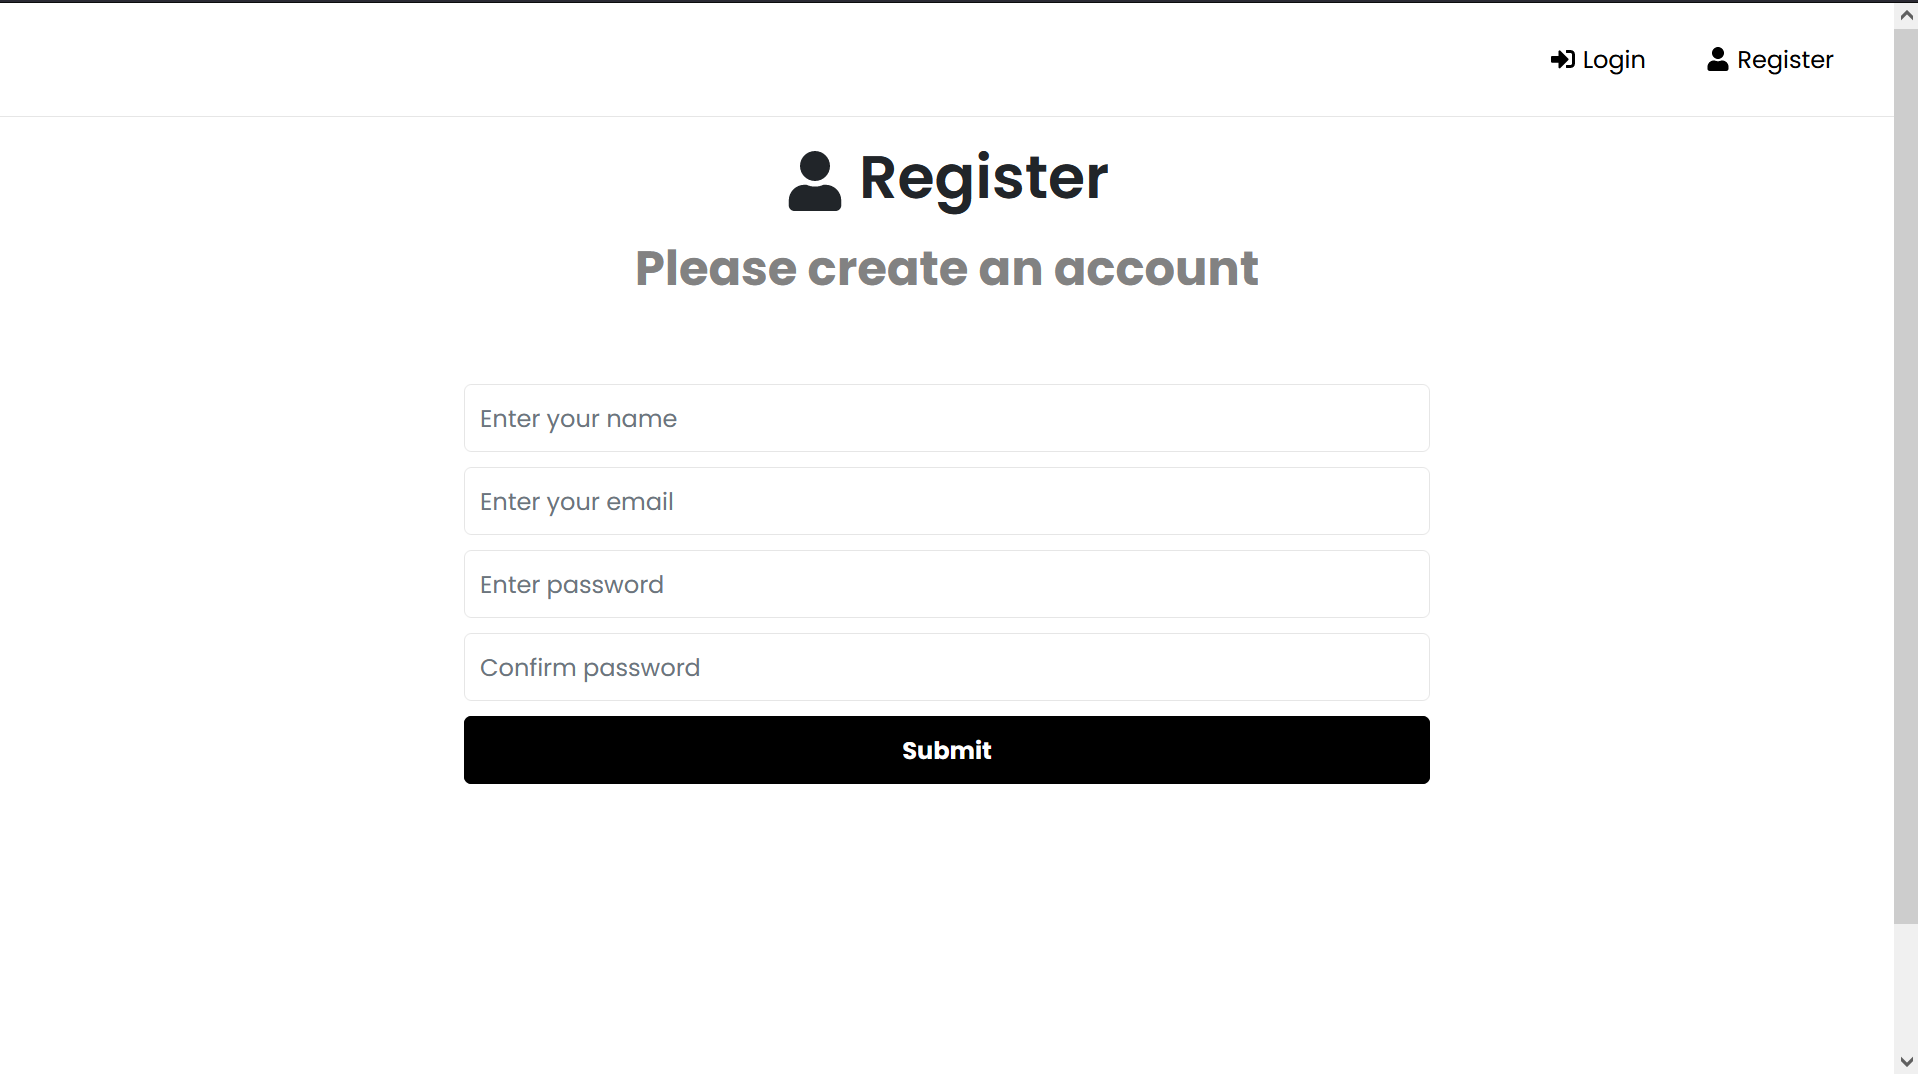 Login Register
Register
Please create an account
Enter your name
Enter your email
Enter password
Confirm password
Submit